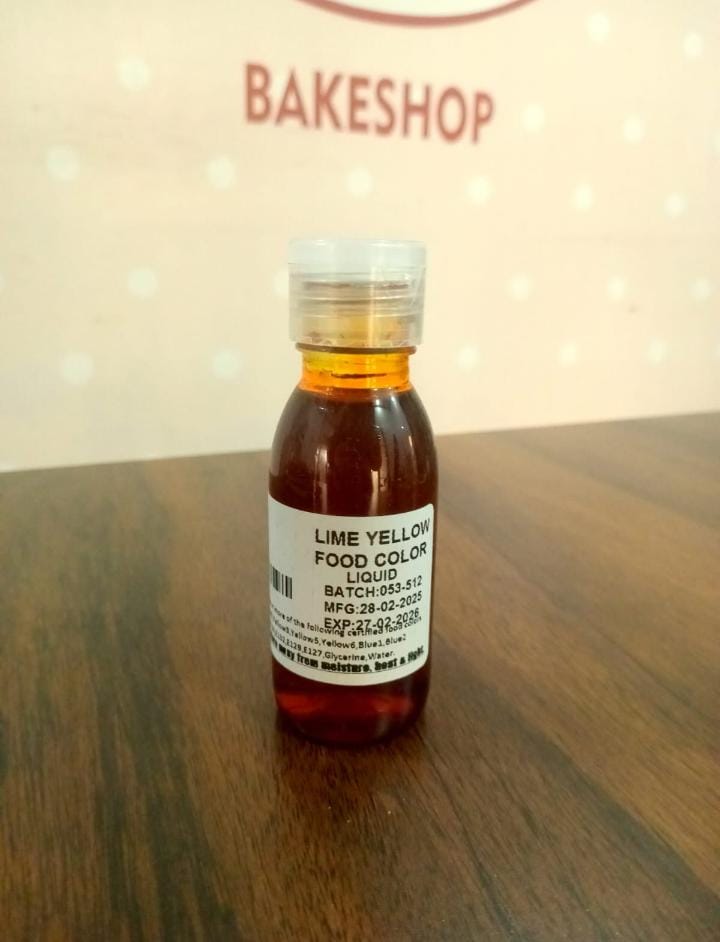 BAKESHOP
LIME YELLOW
FOOD COLOR
LIQUID
BATCH:053-512
MFG:28-02-2025
EXP:27-02-2026
more of the following certified food colors
Yellow5,Yellow6,Blue1,Blue2
E129,E127,Glycerine,Water.
away from moisture, heat & light.